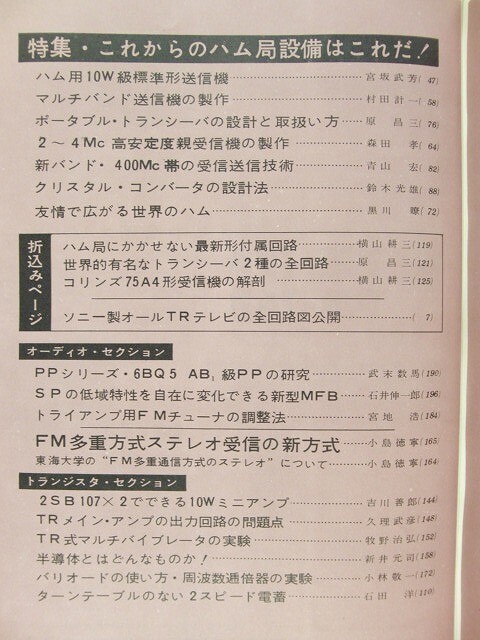 特集・これからのハム局設備はこれだ！
ハム用10W級標準形送信機 宮坂武芳(47)
マルチバンド送信機の製作 村田計一(58)
ポータブル・トランシーバの設計と取扱い方 原　昌三(76)
2～4Mc高安定度親受信機の製作 森田　孝(64)
新バンド・400Mc帯の受信送信技術 青山　宏(82)
クリスタル・コンバータの設計法 鈴木光雄(88)
友情で広がる世界のハム 黒川　瞭(72)
折込みページ
ハム局にかかせない最新形付属回路 横山耕三(119)
世界的有名なトランシーバ2種の全回路 原　昌三(121)
コリンズ75A4形受信機の解剖 横山耕三(125)
ソニー製オールTRテレビの全回路図公開 (7)
オーディオ・セクション
PPシリーズ・6BQ5 AB₁級PPの研究 武末数馬(190)
SPの低域特性を自在に変化できる新型MFB 石井伸一郎(196)
トライアンプ用FMチューナの調整法 宮地　浩(184)
FM多重方式ステレオ受信の新方式 小島徳寧(165)
東海大学の“FM多重通信方式のステレオ”について 小島徳寧(164)
トランジスタ・セクション
2SB107×2でできる10Wミニアンプ 吉川善郎(144)
TRメイン・アンプの出力回路の問題点 久理武彦(148)
TR式マルチバイブレータの実験 牧野治弘(152)
半導体とはどんなものか！ 新井元司(158)
バリオードの使い方・周波数逓倍器の実験 小林敬一(172)
ターンテーブルのない2スピード電蓄 石田　洋(110)